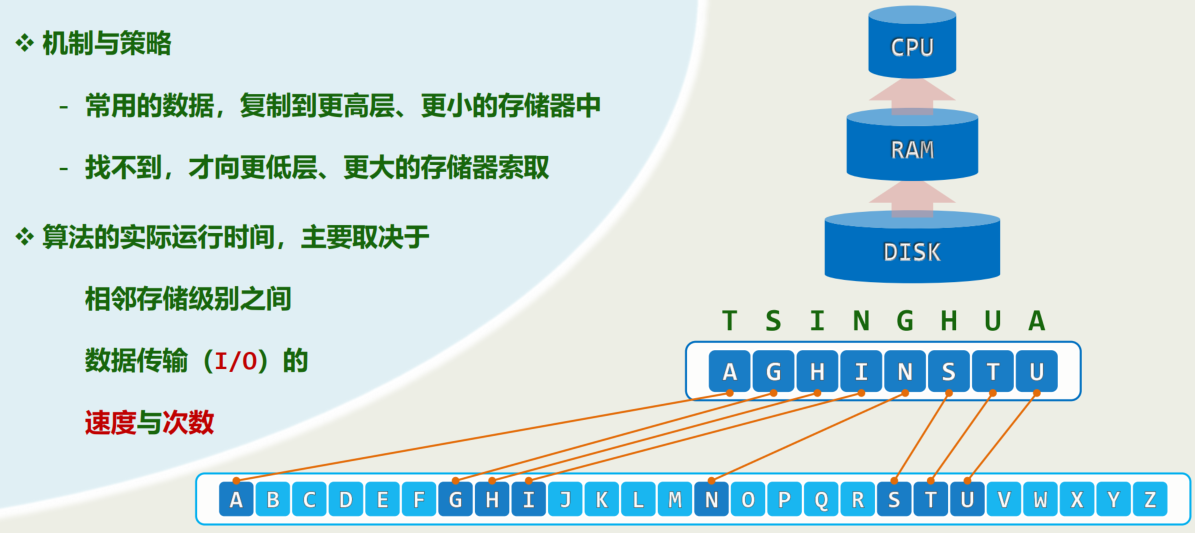 ❖ 机制与策略
- 常用的数据，复制到更高层、更小的存储器中
- 找不到，才向更低层、更大的存储器索取
❖ 算法的实际运行时间，主要取决于
相邻存储级别之间
数据传输（I/O）的
速度与次数
CPU
RAM
DISK
T S I N G H U A
A G H I N S T U
A B C D E F G H I J K L M N O P Q R S T U V W X Y Z